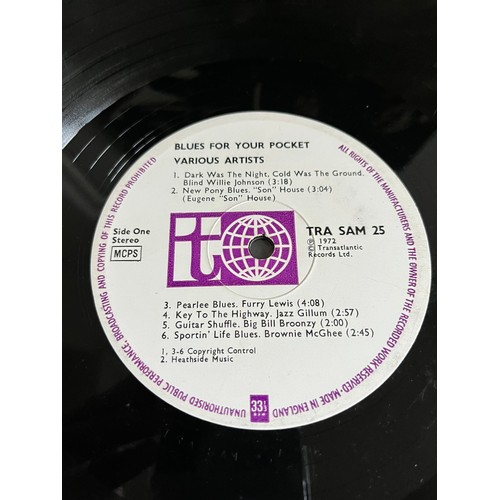 BLUES FOR YOUR POCKET
VARIOUS ARTISTS
1. Dark Was The Night, Cold Was The Ground.
Blind Willie Johnson (3:18)
2. New Pony Blues. "Son" House (3:04)
(Eugene "Son" House)
Side One
Stereo
MCPS
it
TRA SAM 25
℗ 1972
© Transatlantic
Records Ltd.
3. Pearlee Blues. Furry Lewis (4:08)
4. Key To The Highway. Jazz Gillum (2:57)
5. Guitar Shuffle. Big Bill Broonzy (2:00)
6. Sportin' Life Blues. Brownie McGhee (2:45)
1. 3-6 Copyright Control
2. Heathside Music
33⅓
RPM
ALL RIGHTS OF THE MANUFACTURERS AND THE OWNER OF THE RECORDED WORK RESERVED-MADE IN ENGLAND
UNAUTHORISED PUBLIC PERFORMANCE, BROADCASTING AND COPYING OF THIS RECORD PROHIBITED